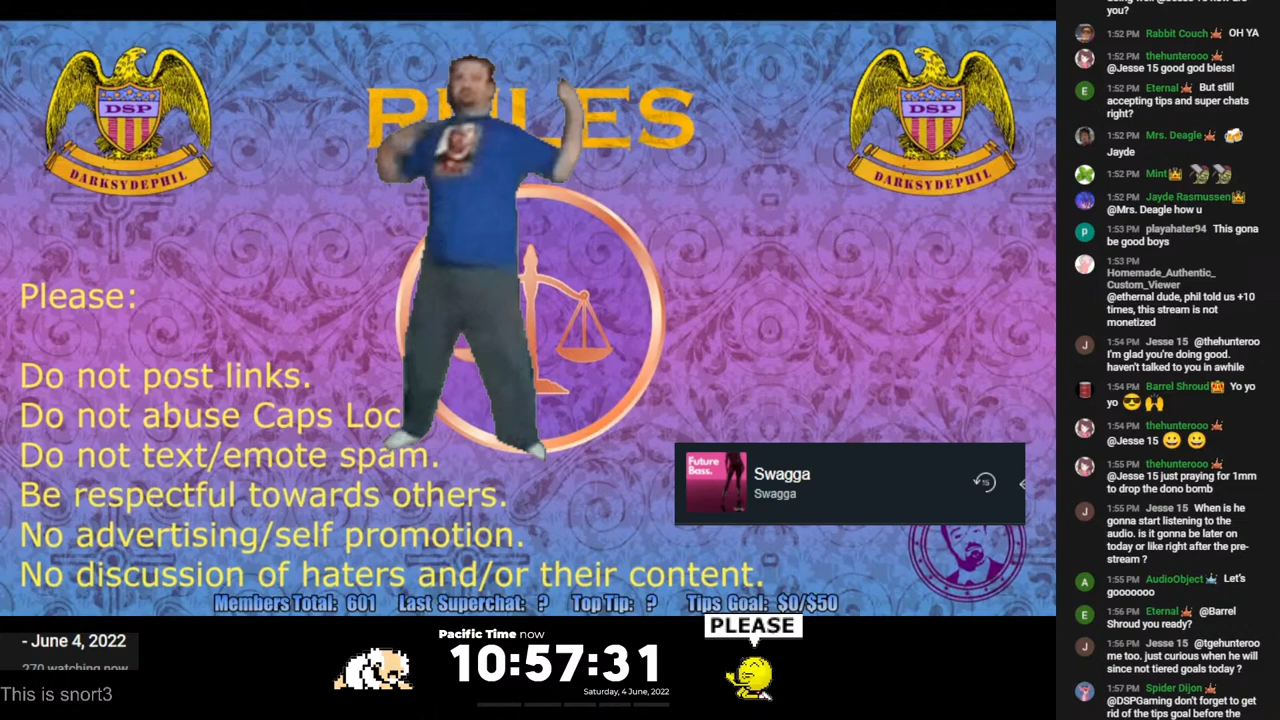 DSP
DARKSYDEPHIL
RULES
DSP
DARKSYDEPHIL
Please:
Do not post links.
Do not abuse Caps Loc
Do not text/emote spam.
Be respectful towards others.
No advertising/self promotion.
No discussion of haters and/or their content.
Future
Bass.
Swagga
Swagga
15
Members Total: 601 Last Superchat: ? Top Tip: ? Tips Goal: $0/$50
- June 4, 2022
270 watching now
This is snort3
Pacific Time now
10:57:31
Saturday, 4 June, 2022
PLEASE
you?
1:52 PM Rabbit Couch OH YA
1:52 PM thehunterooo
@Jesse 15 good god bless!
E
1:52 PM Eternal But still
accepting tips and super chats
right?
1:52 PM Mrs. Deagle
Jayde
1:52 PM Mint
1:52 PM Jayde Rasmussen
@Mrs. Deagle how u
p
1:53 PM playahater94 This gona
be good boys
1:53 PM
Homemade_Authentic_
Custom_Viewer
@ethernal dude, phil told us +10
times, this stream is not
monetized
J
1:54 PM Jesse 15 @thehunteroo
I'm glad you're doing good.
haven't talked to you in awhile
1:54 PM Barrel Shroud Yo yo
yo
1:54 PM thehunterooo
@Jesse 15
1:55 PM thehunterooo
@Jesse 15 just praying for 1mm
to drop the dono bomb
J
1:55 PM Jesse 15 When is he
gonna start listening to the
audio. is it gonna be later on
today or like right after the pre-
stream ?
A
1:55 PM AudioObject Let's
gooooooo
E
1:56 PM Eternal @Barrel
Shroud you ready?
J
1:56 PM Jesse 15 @tgehunteroo
me too. just curious when he will
since not tiered goals today ?
1:57 PM Spider Dijon
@DSPGaming don't forget to get
rid of the tips goal before the